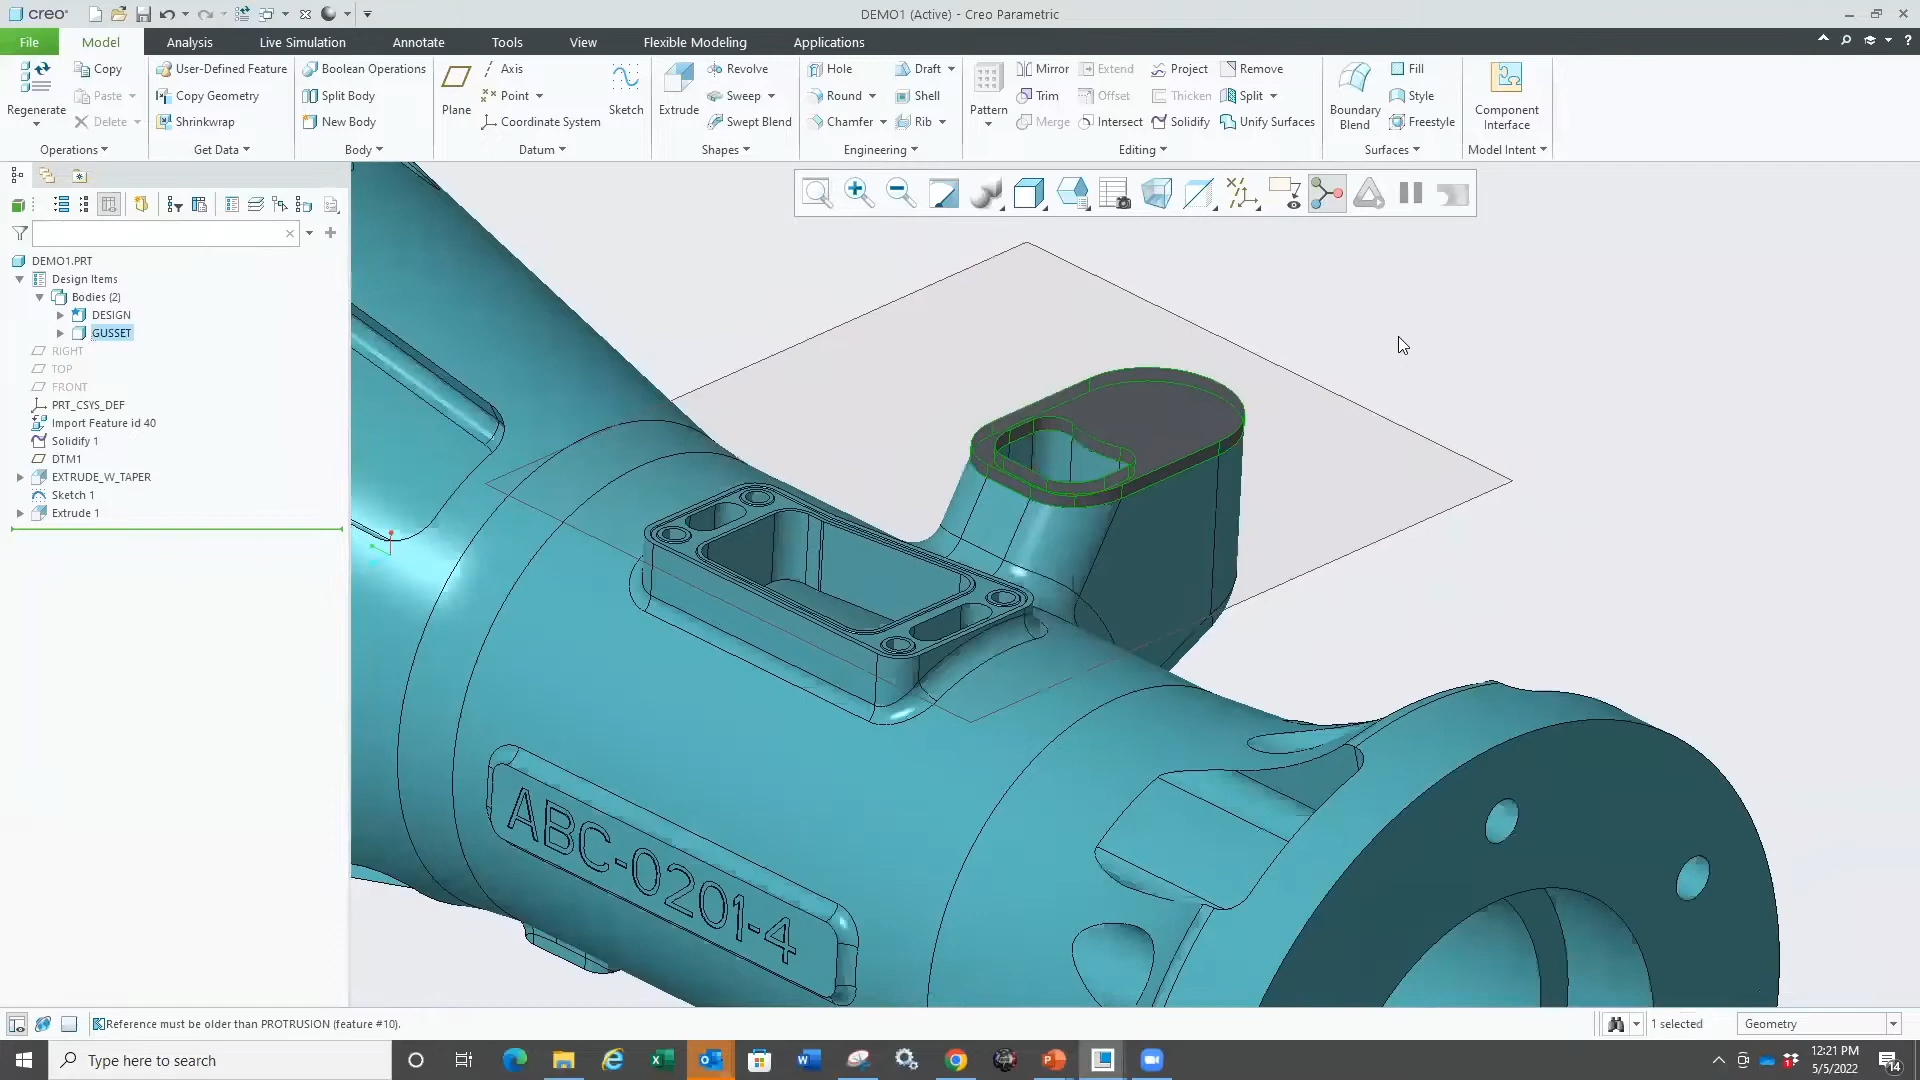 creo
DEMO1 (Active) - Creo Parametric
File Model Analysis Live Simulation Annotate Tools View Flexible Modeling Applications
Regenerate
Copy
Paste
Delete
Operations
User-Defined Feature
Copy Geometry
Shrinkwrap
Get Data
Boolean Operations
Split Body
New Body
Body
Plane
Axis
Point
Coordinate System
Sketch
Datum
Extrude
Revolve
Sweep
Swept Blend
Shapes
Hole
Round
Chamfer
Draft
Shell
Rib
Engineering
Pattern
Mirror
Trim
Merge
Extend
Offset
Intersect
Project
Thicken
Solidify
Remove
Split
Unify Surfaces
Editing
Boundary
Blend
Fill
Style
Freestyle
Surfaces
Component
Interface
Model Intent
DEMO1.PRT
Design Items
Bodies (2)
DESIGN
GUSSET
RIGHT
TOP
FRONT
PRT_CSYS_DEF
Import Feature id 40
Solidify 1
DTM1
EXTRUDE_W_TAPER
Sketch 1
Extrude 1
ABC-0201-4
Reference must be older than PROTRUSION (feature #10).
1 selected
Geometry
Type here to search
12:21 PM
5/5/2022
14